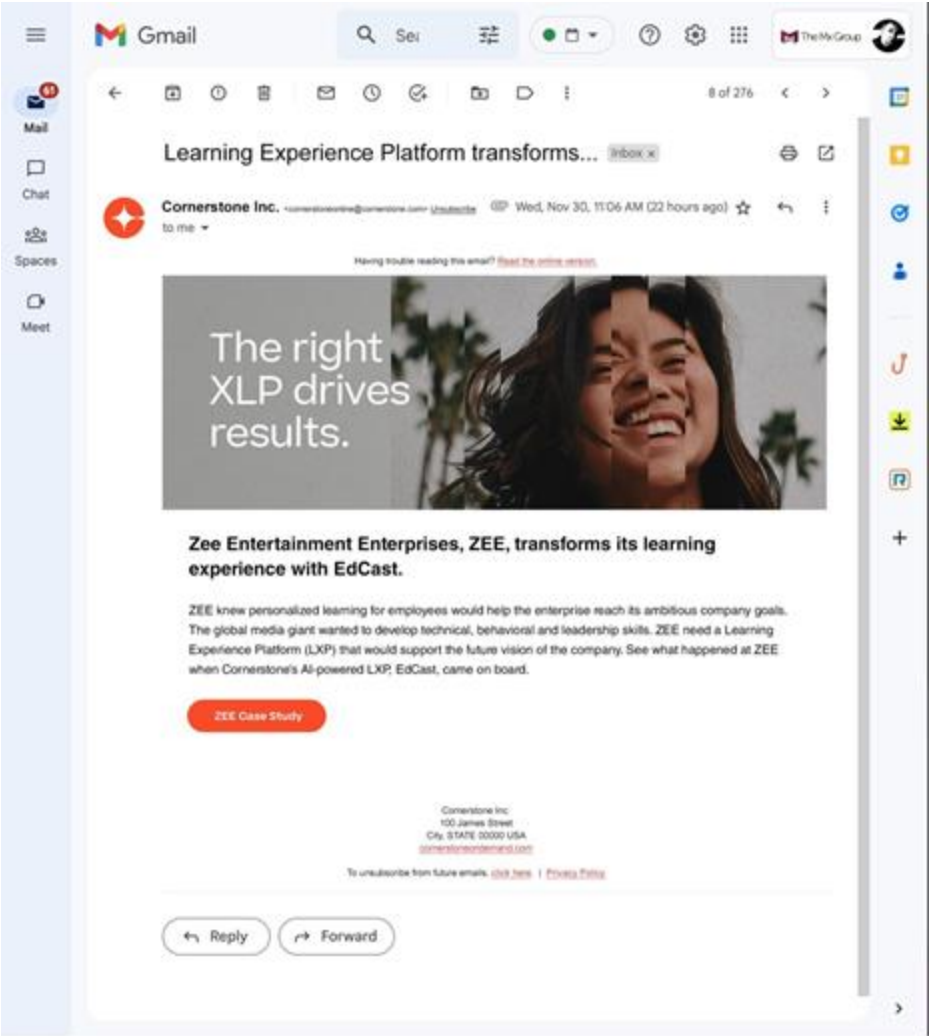 Gmail
Sea
The Mx Group
61
Mail
Chat
Spaces
Meet
8 of 276
Learning Experience Platform transforms... Inbox x
Cornerstone Inc. Unsubscribe Wed, Nov 30, 11:06 AM (22 hours ago)
to me
Having trouble reading this email? Read the online version.
The right
XLP drives
results.
Zee Entertainment Enterprises, ZEE, transforms its learning
experience with EdCast.
ZEE knew personalized learning for employees would help the enterprise reach its ambitious company goals.
The global media giant wanted to develop technical, behavioral and leadership skills. ZEE need a Learning
Experience Platform (LXP) that would support the future vision of the company. See what happened at ZEE
when Cornerstone's AI-powered LXP, EdCast, came on board.
ZEE Case Study
Cornerstone Inc
100 James Street
City, STATE 00000 USA
cornerstoneondemand.com
To unsubscribe from future emails, click here. | Privacy Policy
Reply
Forward